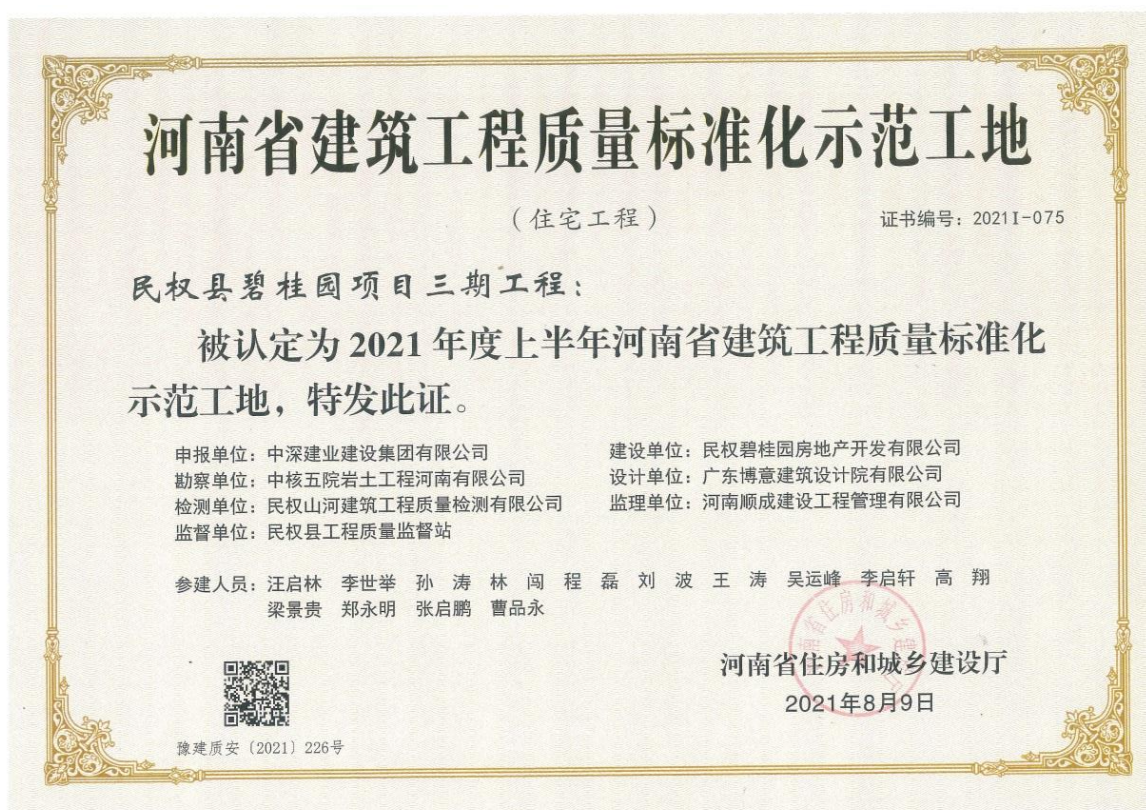 河南省建筑工程质量标准化示范工地
（住宅工程）
证书编号：2021I-075
民权县碧桂园项目三期工程：
被认定为 2021 年度上半年河南省建筑工程质量标准化
示范工地，特发此证。
申报单位：中深建业建设集团有限公司 建设单位：民权碧桂园房地产开发有限公司
勘察单位：中核五院岩土工程河南有限公司 设计单位：广东博意建筑设计院有限公司
检测单位：民权山河建筑工程质量检测有限公司 监理单位：河南顺成建设工程管理有限公司
监督单位：民权县工程质量监督站
参建人员：汪启林 李世举 孙 涛 林 闯 程 磊 刘 波 王 涛 吴运峰 李启轩 高 翔
梁景贵 郑永明 张启鹏 曹品永
河南省住房和城乡建设厅
2021年8月9日
豫建质安〔2021〕226号